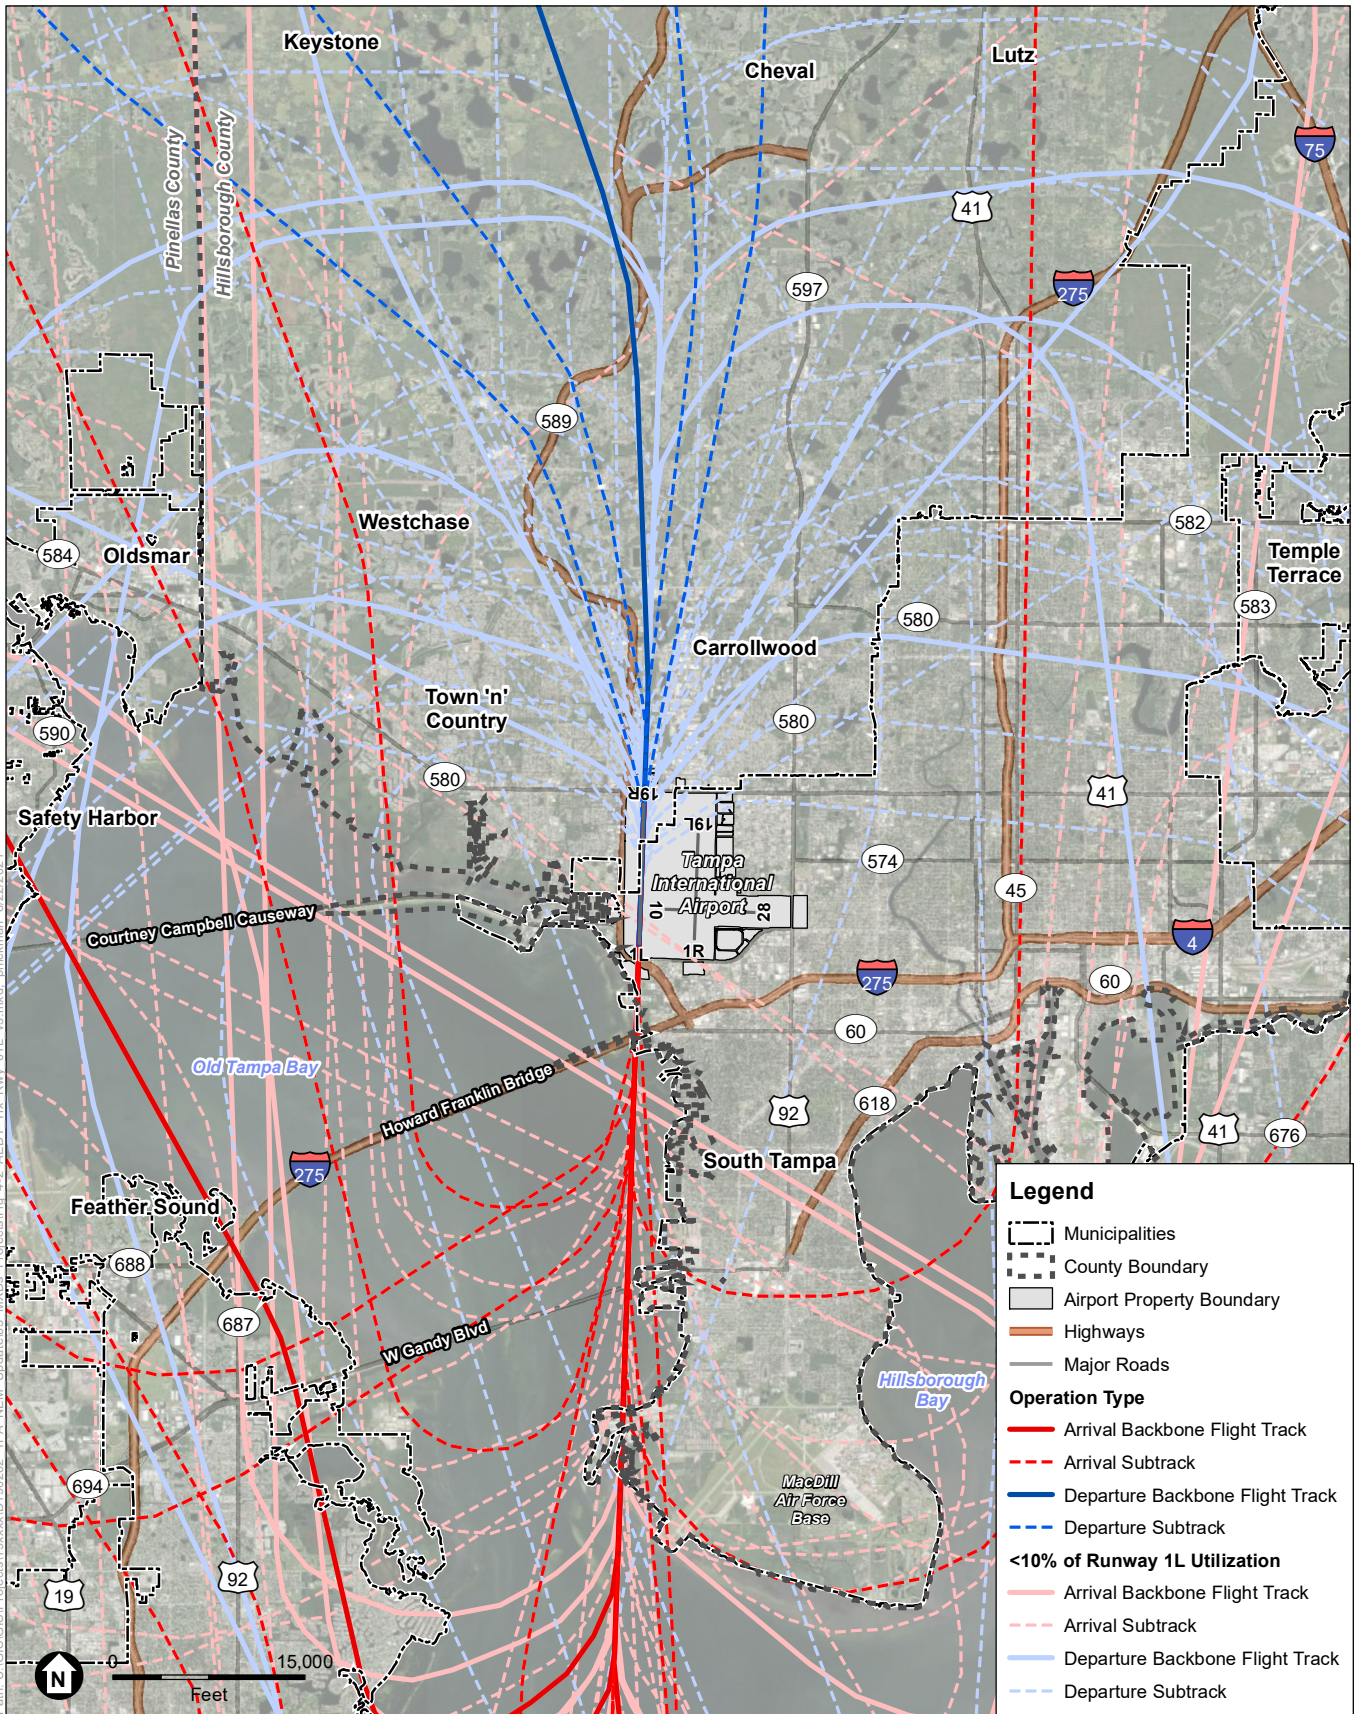 Keystone
Cheval
Lutz
Pinellas County
Hillsborough County
75
41
275
597
589
Westchase
584
Oldsmar
582
Temple
Terrace
583
580
Carrollwood
Town 'n'
Country
580
590
580
41
Safety Harbor
19R
19L
574
Tampa
International
Airport
45
10
28
Courtney Campbell Causeway
1L
1R
4
275
60
60
Old Tampa Bay
Howard Franklin Bridge
92
618
41
676
275
South Tampa
Feather Sound
688
687
W Gandy Blvd
Hillsborough
Bay
694
MacDill
Air Force
Base
19
92
N
0
15,000
Feet
Legend
Municipalities
County Boundary
Airport Property Boundary
Highways
Major Roads
Operation Type
Arrival Backbone Flight Track
Arrival Subtrack
Departure Backbone Flight Track
Departure Subtrack
<10% of Runway 1L Utilization
Arrival Backbone Flight Track
Arrival Subtrack
Departure Backbone Flight Track
Departure Subtrack